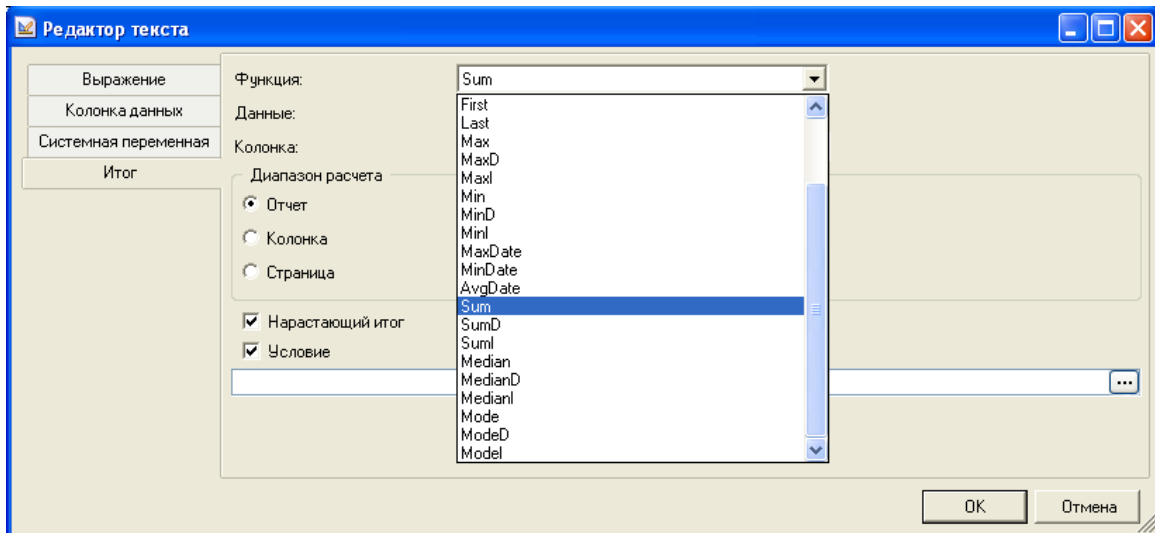 Редактор текста
Выражение
Колонка данных
Системная переменная
Итог
Функция:
Sum
Данные:
Колонка:
Диапазон расчета
Отчет
Колонка
Страница
Нарастающий итог
Условие
First
Last
Max
MaxD
MaxI
Min
MinD
MinI
MaxDate
MinDate
AvgDate
Sum
SumD
SumI
Median
MedianD
MedianI
Mode
ModeD
ModeI
...
OK
Отмена